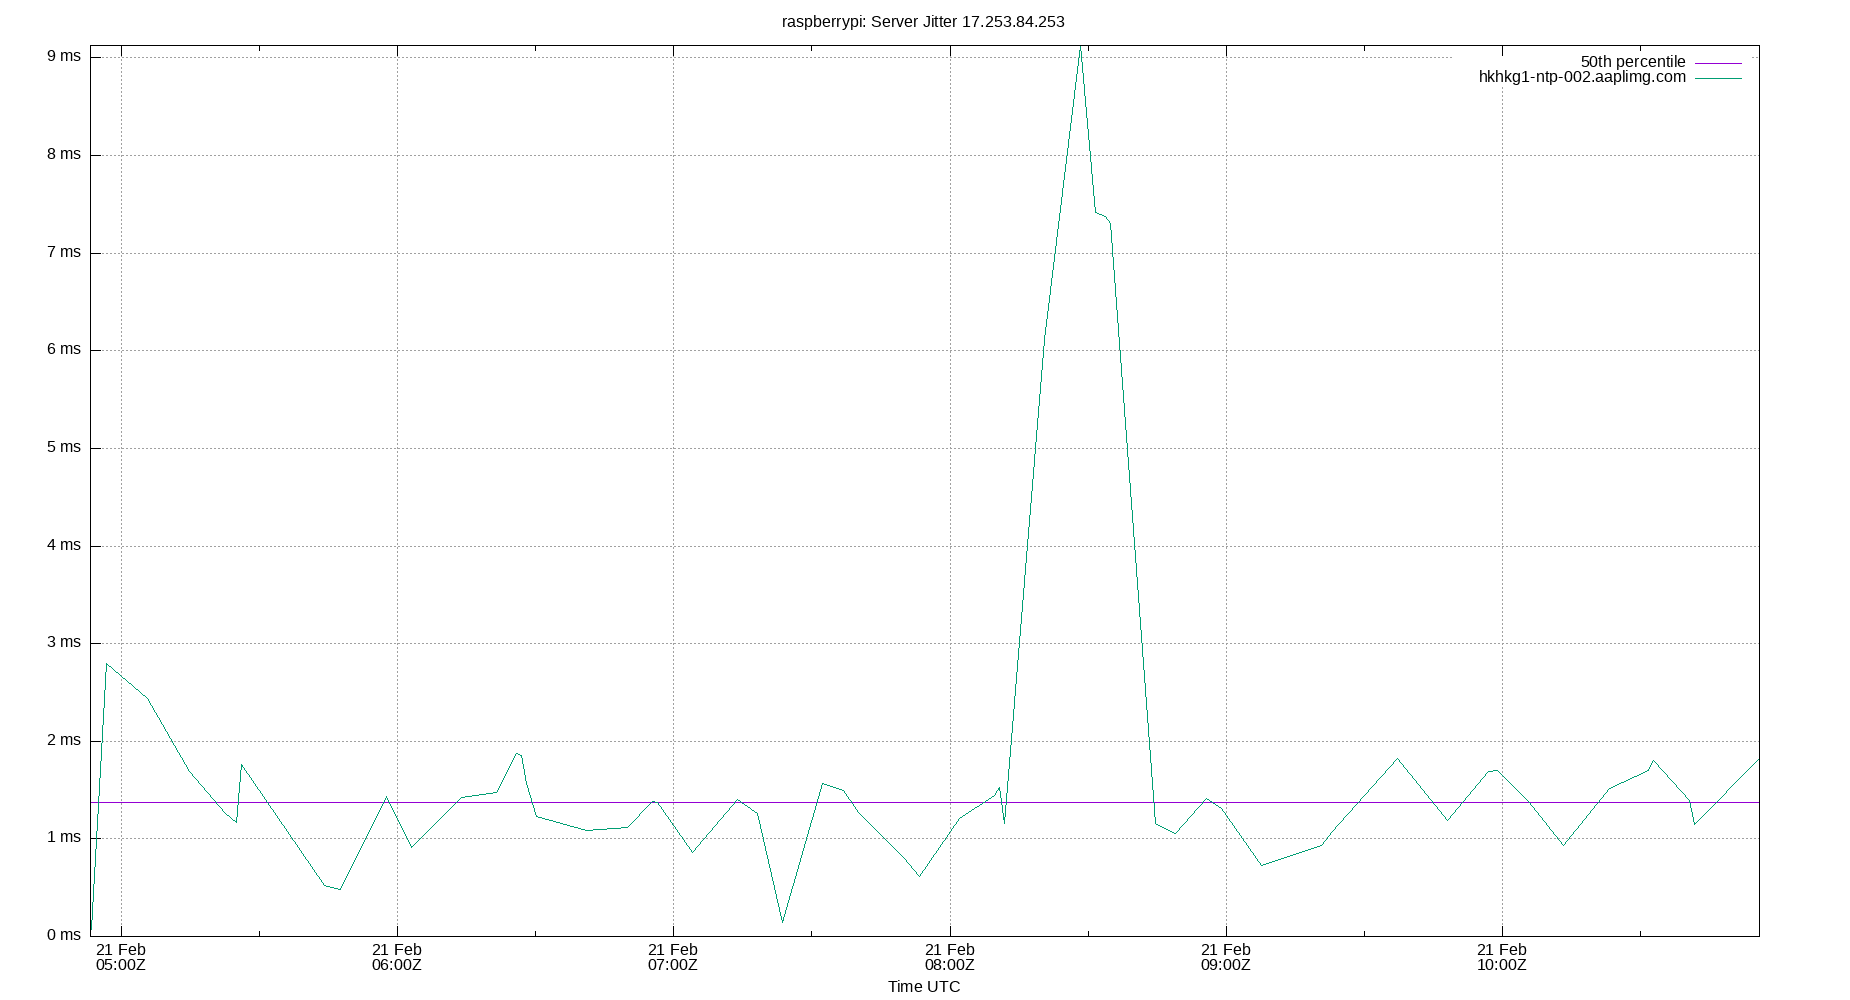 raspberrypi: Server Jitter 17.253.84.253
9 ms
8 ms
7 ms
6 ms
5 ms
4 ms
3 ms
2 ms
1 ms
0 ms
50th percentile
hkhkg1-ntp-002.aaplimg.com
21 Feb 21 Feb 21 Feb 21 Feb 21 Feb 21 Feb
05:00Z 06:00Z 07:00Z 08:00Z 09:00Z 10:00Z
Time UTC